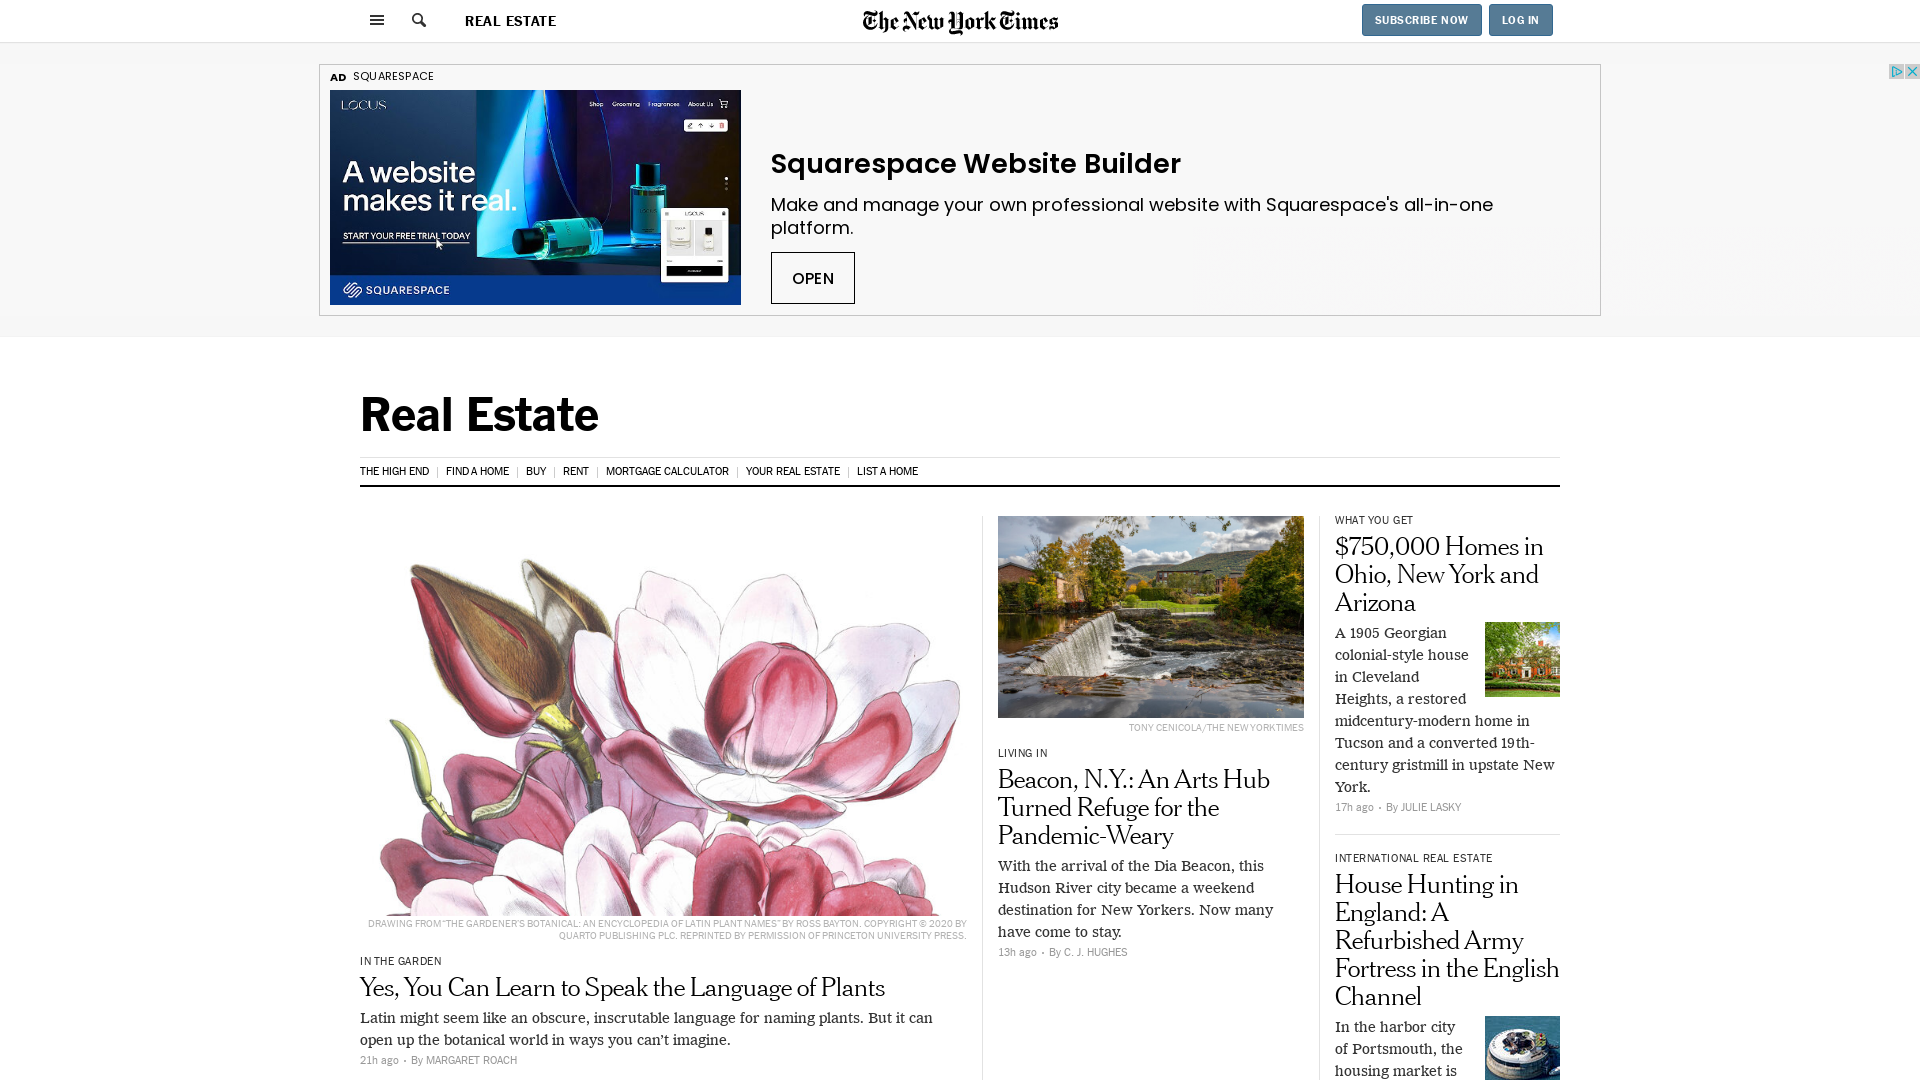 REAL ESTATE
The New York Times
SUBSCRIBE NOW
LOG IN
AD SQUARESPACE
LOCUS
Shop Grooming Fragrances About Us
A website
makes it real.
START YOUR FREE TRIAL TODAY
LOCUS
SQUARESPACE
Squarespace Website Builder
Make and manage your own professional website with Squarespace's all-in-one
platform.
OPEN
Real Estate
THE HIGH END
FIND A HOME
BUY
RENT
MORTGAGE CALCULATOR
YOUR REAL ESTATE
LIST A HOME
DRAWING FROM “THE GARDENER’S BOTANICAL: AN ENCYCLOPEDIA OF LATIN PLANT NAMES” BY ROSS BAYTON. COPYRIGHT © 2020 BY
QUARTO PUBLISHING PLC. REPRINTED BY PERMISSION OF PRINCETON UNIVERSITY PRESS.
IN THE GARDEN
Yes, You Can Learn to Speak the Language of Plants
Latin might seem like an obscure, inscrutable language for naming plants. But it can
open up the botanical world in ways you can’t imagine.
21h ago • By MARGARET ROACH
TONY CENICOLA/THE NEW YORK TIMES
LIVING IN
Beacon, N.Y.: An Arts Hub
Turned Refuge for the
Pandemic-Weary
With the arrival of the Dia Beacon, this
Hudson River city became a weekend
destination for New Yorkers. Now many
have come to stay.
13h ago • By C. J. HUGHES
WHAT YOU GET
$750,000 Homes in
Ohio, New York and
Arizona
A 1905 Georgian
colonial-style house
in Cleveland
Heights, a restored
midcentury-modern home in
Tucson and a converted 19th-
century gristmill in upstate New
York.
17h ago • By JULIE LASKY
INTERNATIONAL REAL ESTATE
House Hunting in
England: A
Refurbished Army
Fortress in the English
Channel
In the harbor city
of Portsmouth, the
housing market is